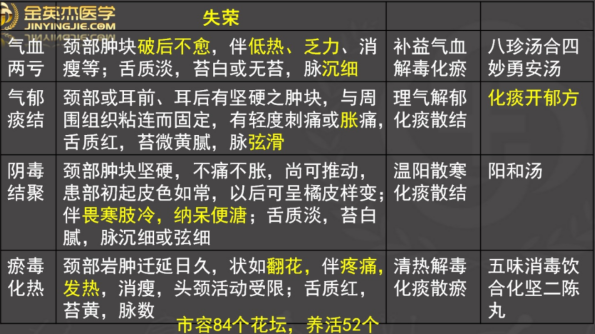 金英杰医学
JINYINGJIE.COM
失荣
气血两亏
颈部肿块破后不愈，伴低热、乏力、消
瘦等；舌质淡，苔白或无苔，脉沉细
补益气血
解毒化瘀
八珍汤合四
妙勇安汤
气郁痰结
颈部或耳前、耳后有坚硬之肿块，与周
围组织粘连而固定，有轻度刺痛或胀痛，
舌质红，苔微黄腻，脉弦滑
理气解郁
化痰散结
化痰开郁方
阴毒结聚
颈部肿块坚硬，不痛不胀，尚可推动，
患部初起皮色如常，以后可呈橘皮样变；
伴畏寒肢冷，纳呆便溏；舌质淡，苔白
腻，脉沉细或弦细
温阳散寒
化痰散结
阳和汤
瘀毒化热
颈部岩肿迁延日久，状如翻花，伴疼痛，
发热，消瘦，头颈活动受限；舌质红，
苔黄，脉数
清热解毒
化痰散瘀
五味消毒饮
合化坚二陈
丸
市容84个花坛，养活52个